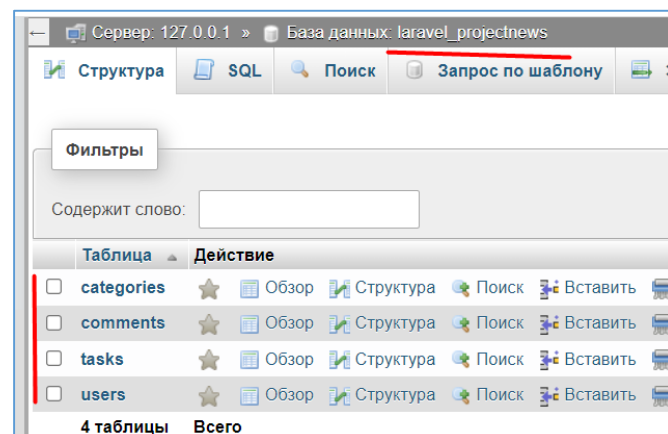 ← Сервер: 127.0.0.1 » База данных: laravel_projectnews
Структура SQL Поиск Запрос по шаблону
Фильтры
Содержит слово:
Таблица Действие
categories Обзор Структура Поиск Вставить
comments Обзор Структура Поиск Вставить
tasks Обзор Структура Поиск Вставить
users Обзор Структура Поиск Вставить
4 таблицы Всего